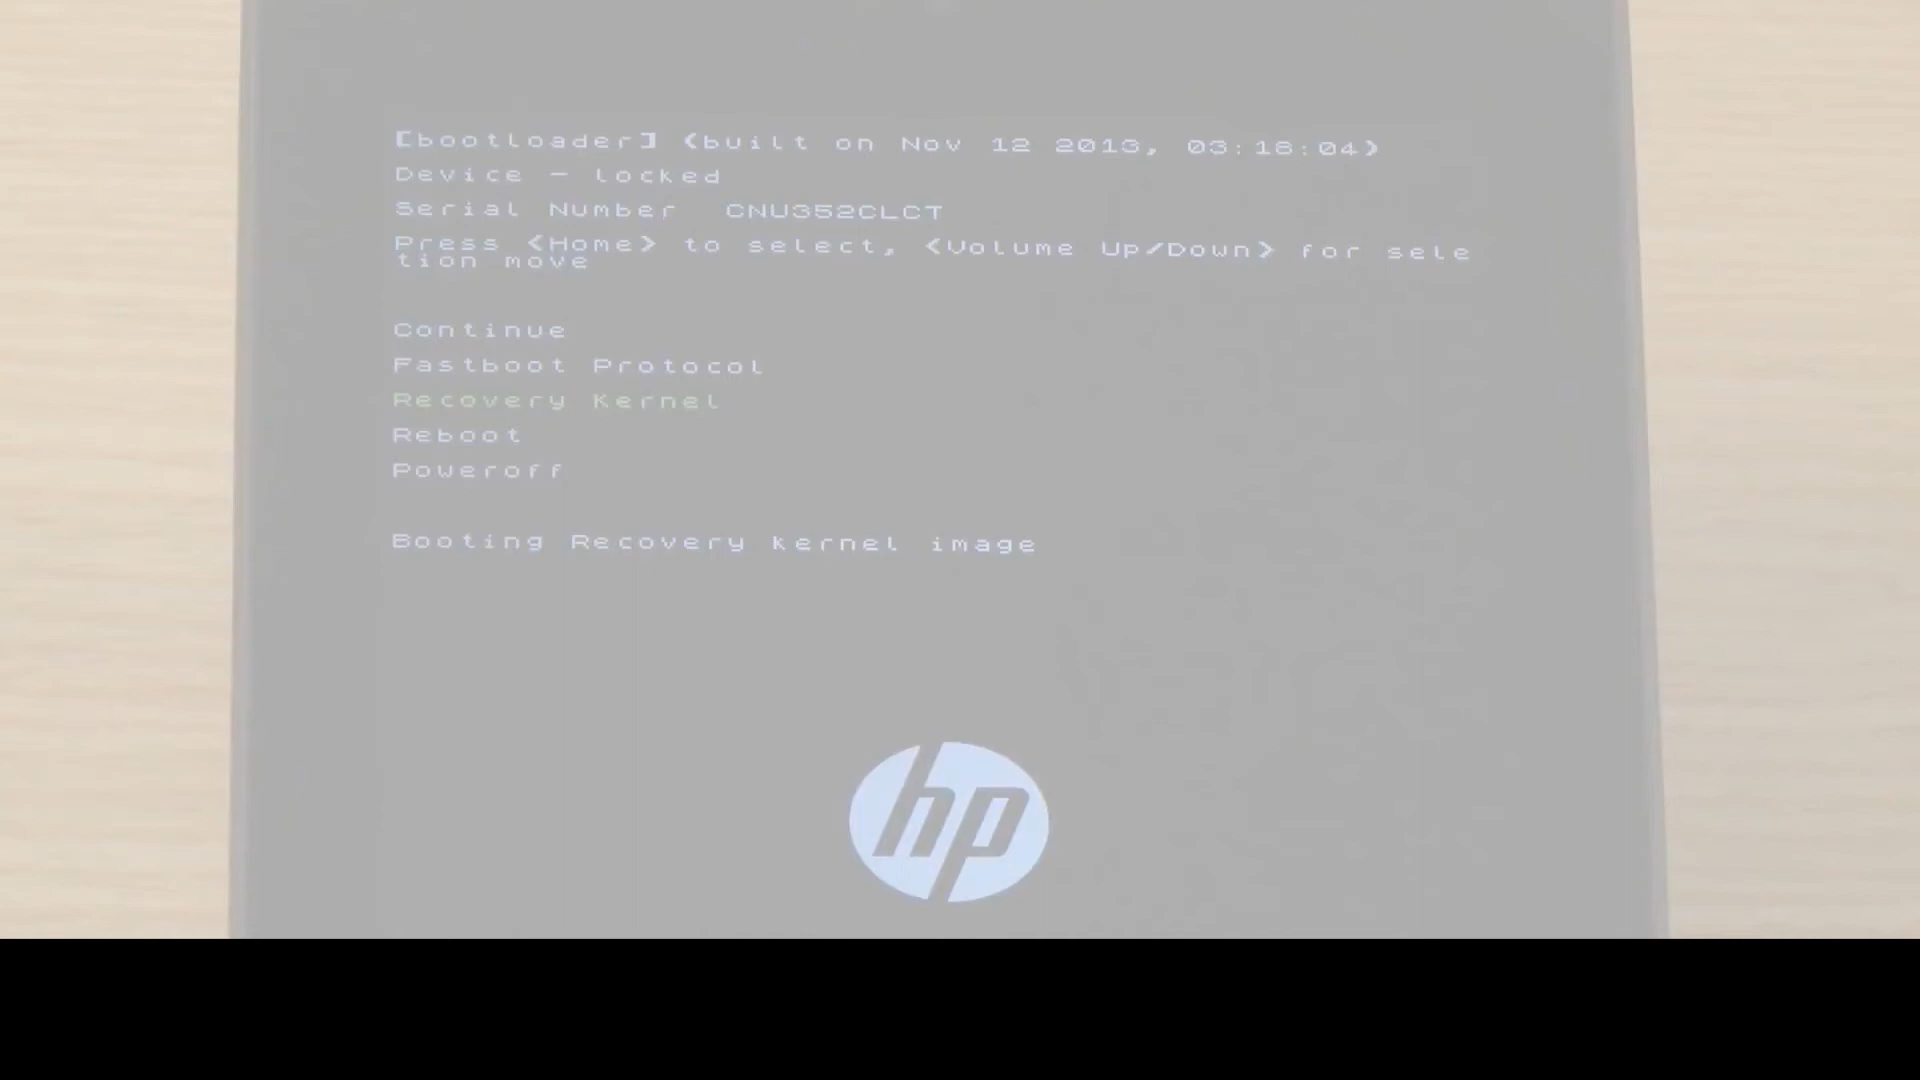 [bootloader] <built on Nov 12 2013, 03:18:04>
Device - locked
Serial Number  CNU352CLCT
Press <Home> to select, <Volume Up/Down> for sele
tion move
Continue
Fastboot Protocol
Recovery Kernel
Reboot
Poweroff
Booting Recovery kernel image
hp